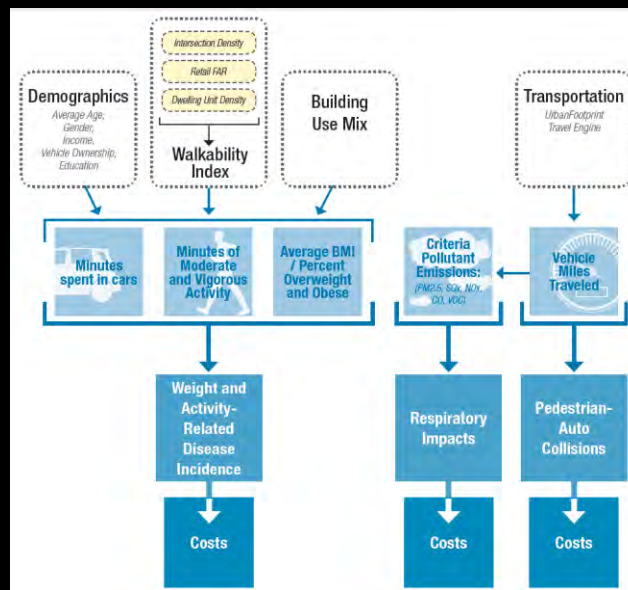 Intersection Density
Retail FAR
Dwelling Unit Density
Walkability
Index
Demographics
Average Age,
Gender,
Income,
Vehicle Ownership,
Education
Building
Use Mix
Transportation
UrbanFootprint
Travel Engine
Minutes
spent in cars
Minutes of
Moderate
and Vigorous
Activity
Average BMI
/ Percent
Overweight
and Obese
Criteria
Pollutant
Emissions:
(PM2.5, SOx, NOx,
CO, VOC)
Vehicle
Miles
Traveled
Weight and
Activity-
Related
Disease
Incidence
Respiratory
Impacts
Pedestrian-
Auto
Collisions
Costs
Costs
Costs